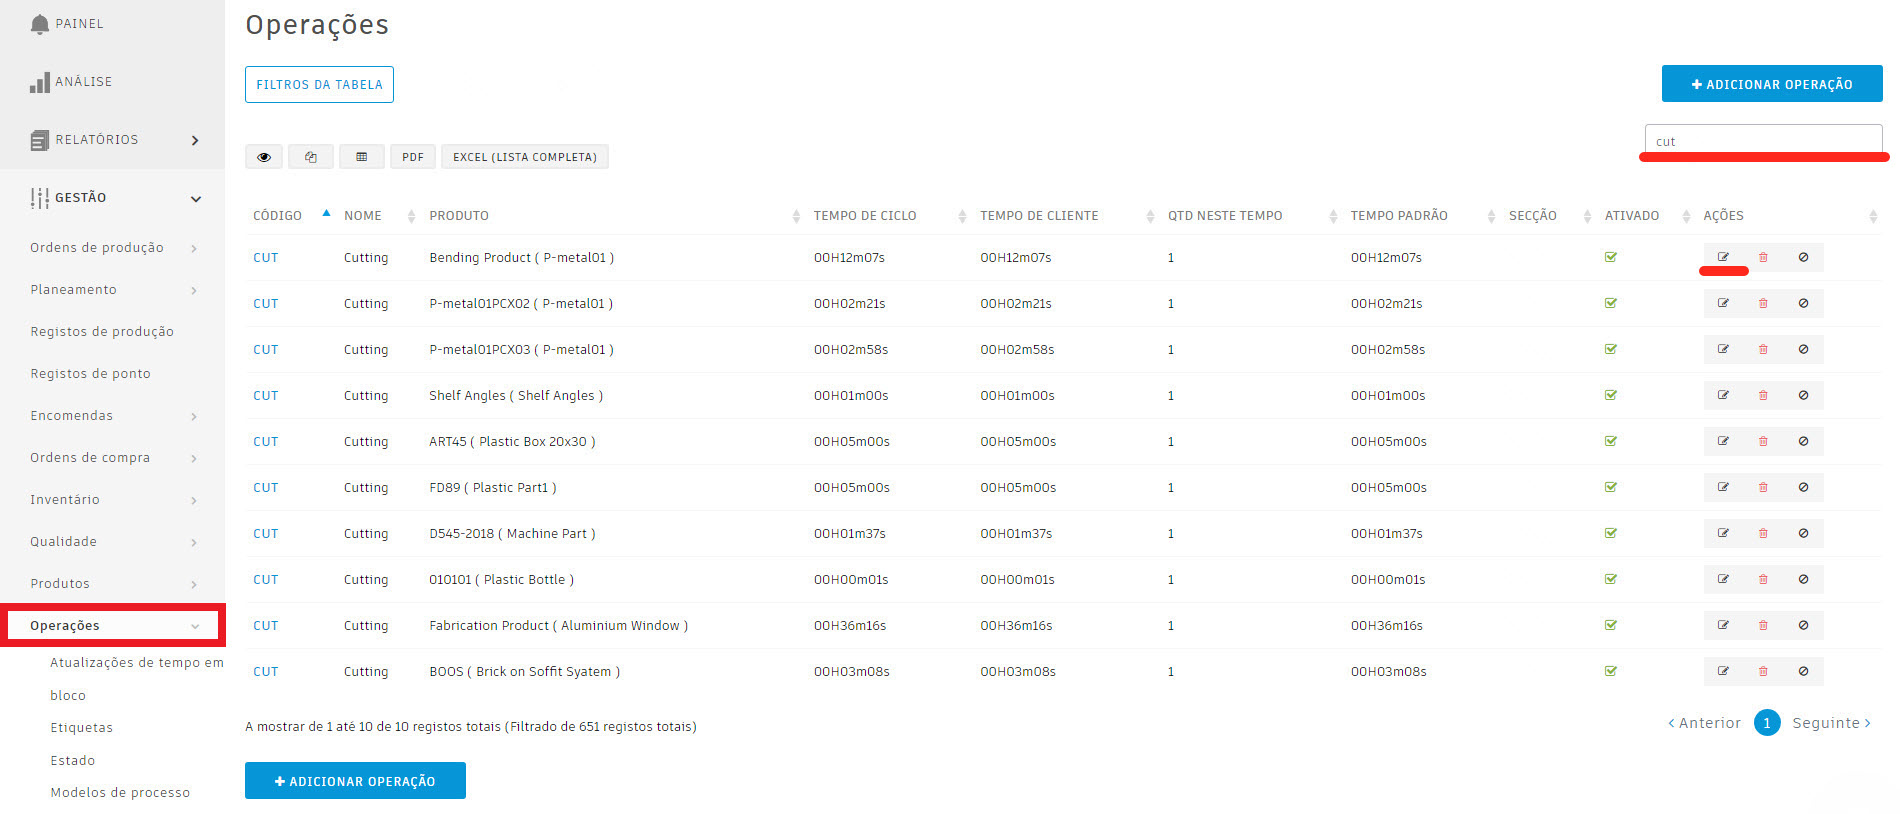 PAINEL
ANÁLISE
RELATÓRIOS
GESTÃO
Ordens de produção
Planeamento
Registos de produção
Registos de ponto
Encomendas
Ordens de compra
Inventário
Qualidade
Produtos
Operações
Atualizações de tempo em
bloco
Etiquetas
Estado
Modelos de processo
Operações
FILTROS DA TABELA
ADICIONAR OPERAÇÃO
cut
PDF EXCEL (LISTA COMPLETA)
CÓDIGO NOME PRODUTO TEMPO DE CICLO TEMPO DE CLIENTE QTD NESTE TEMPO TEMPO PADRÃO SECÇÃO ATIVADO AÇÕES
CUT Cutting Bending Product ( P-metal01 ) 00H12m07s 00H12m07s 1 00H12m07s
CUT Cutting P-metal01PCX02 ( P-metal01 ) 00H02m21s 00H02m21s 1 00H02m21s
CUT Cutting P-metal01PCX03 ( P-metal01 ) 00H02m58s 00H02m58s 1 00H02m58s
CUT Cutting Shelf Angles ( Shelf Angles ) 00H01m00s 00H01m00s 1 00H01m00s
CUT Cutting ART45 ( Plastic Box 20x30 ) 00H05m00s 00H05m00s 1 00H05m00s
CUT Cutting FD89 ( Plastic Part1 ) 00H05m00s 00H05m00s 1 00H05m00s
CUT Cutting D545-2018 ( Machine Part ) 00H01m37s 00H01m37s 1 00H01m37s
CUT Cutting 010101 ( Plastic Bottle ) 00H00m01s 00H00m01s 1 00H00m01s
CUT Cutting Fabrication Product ( Aluminium Window ) 00H36m16s 00H36m16s 1 00H36m16s
CUT Cutting BOOS ( Brick on Soffit Syatem ) 00H03m08s 00H03m08s 1 00H03m08s
A mostrar de 1 até 10 de 10 registos totais (Filtrado de 651 registos totais)
Anterior 1 Seguinte
ADICIONAR OPERAÇÃO